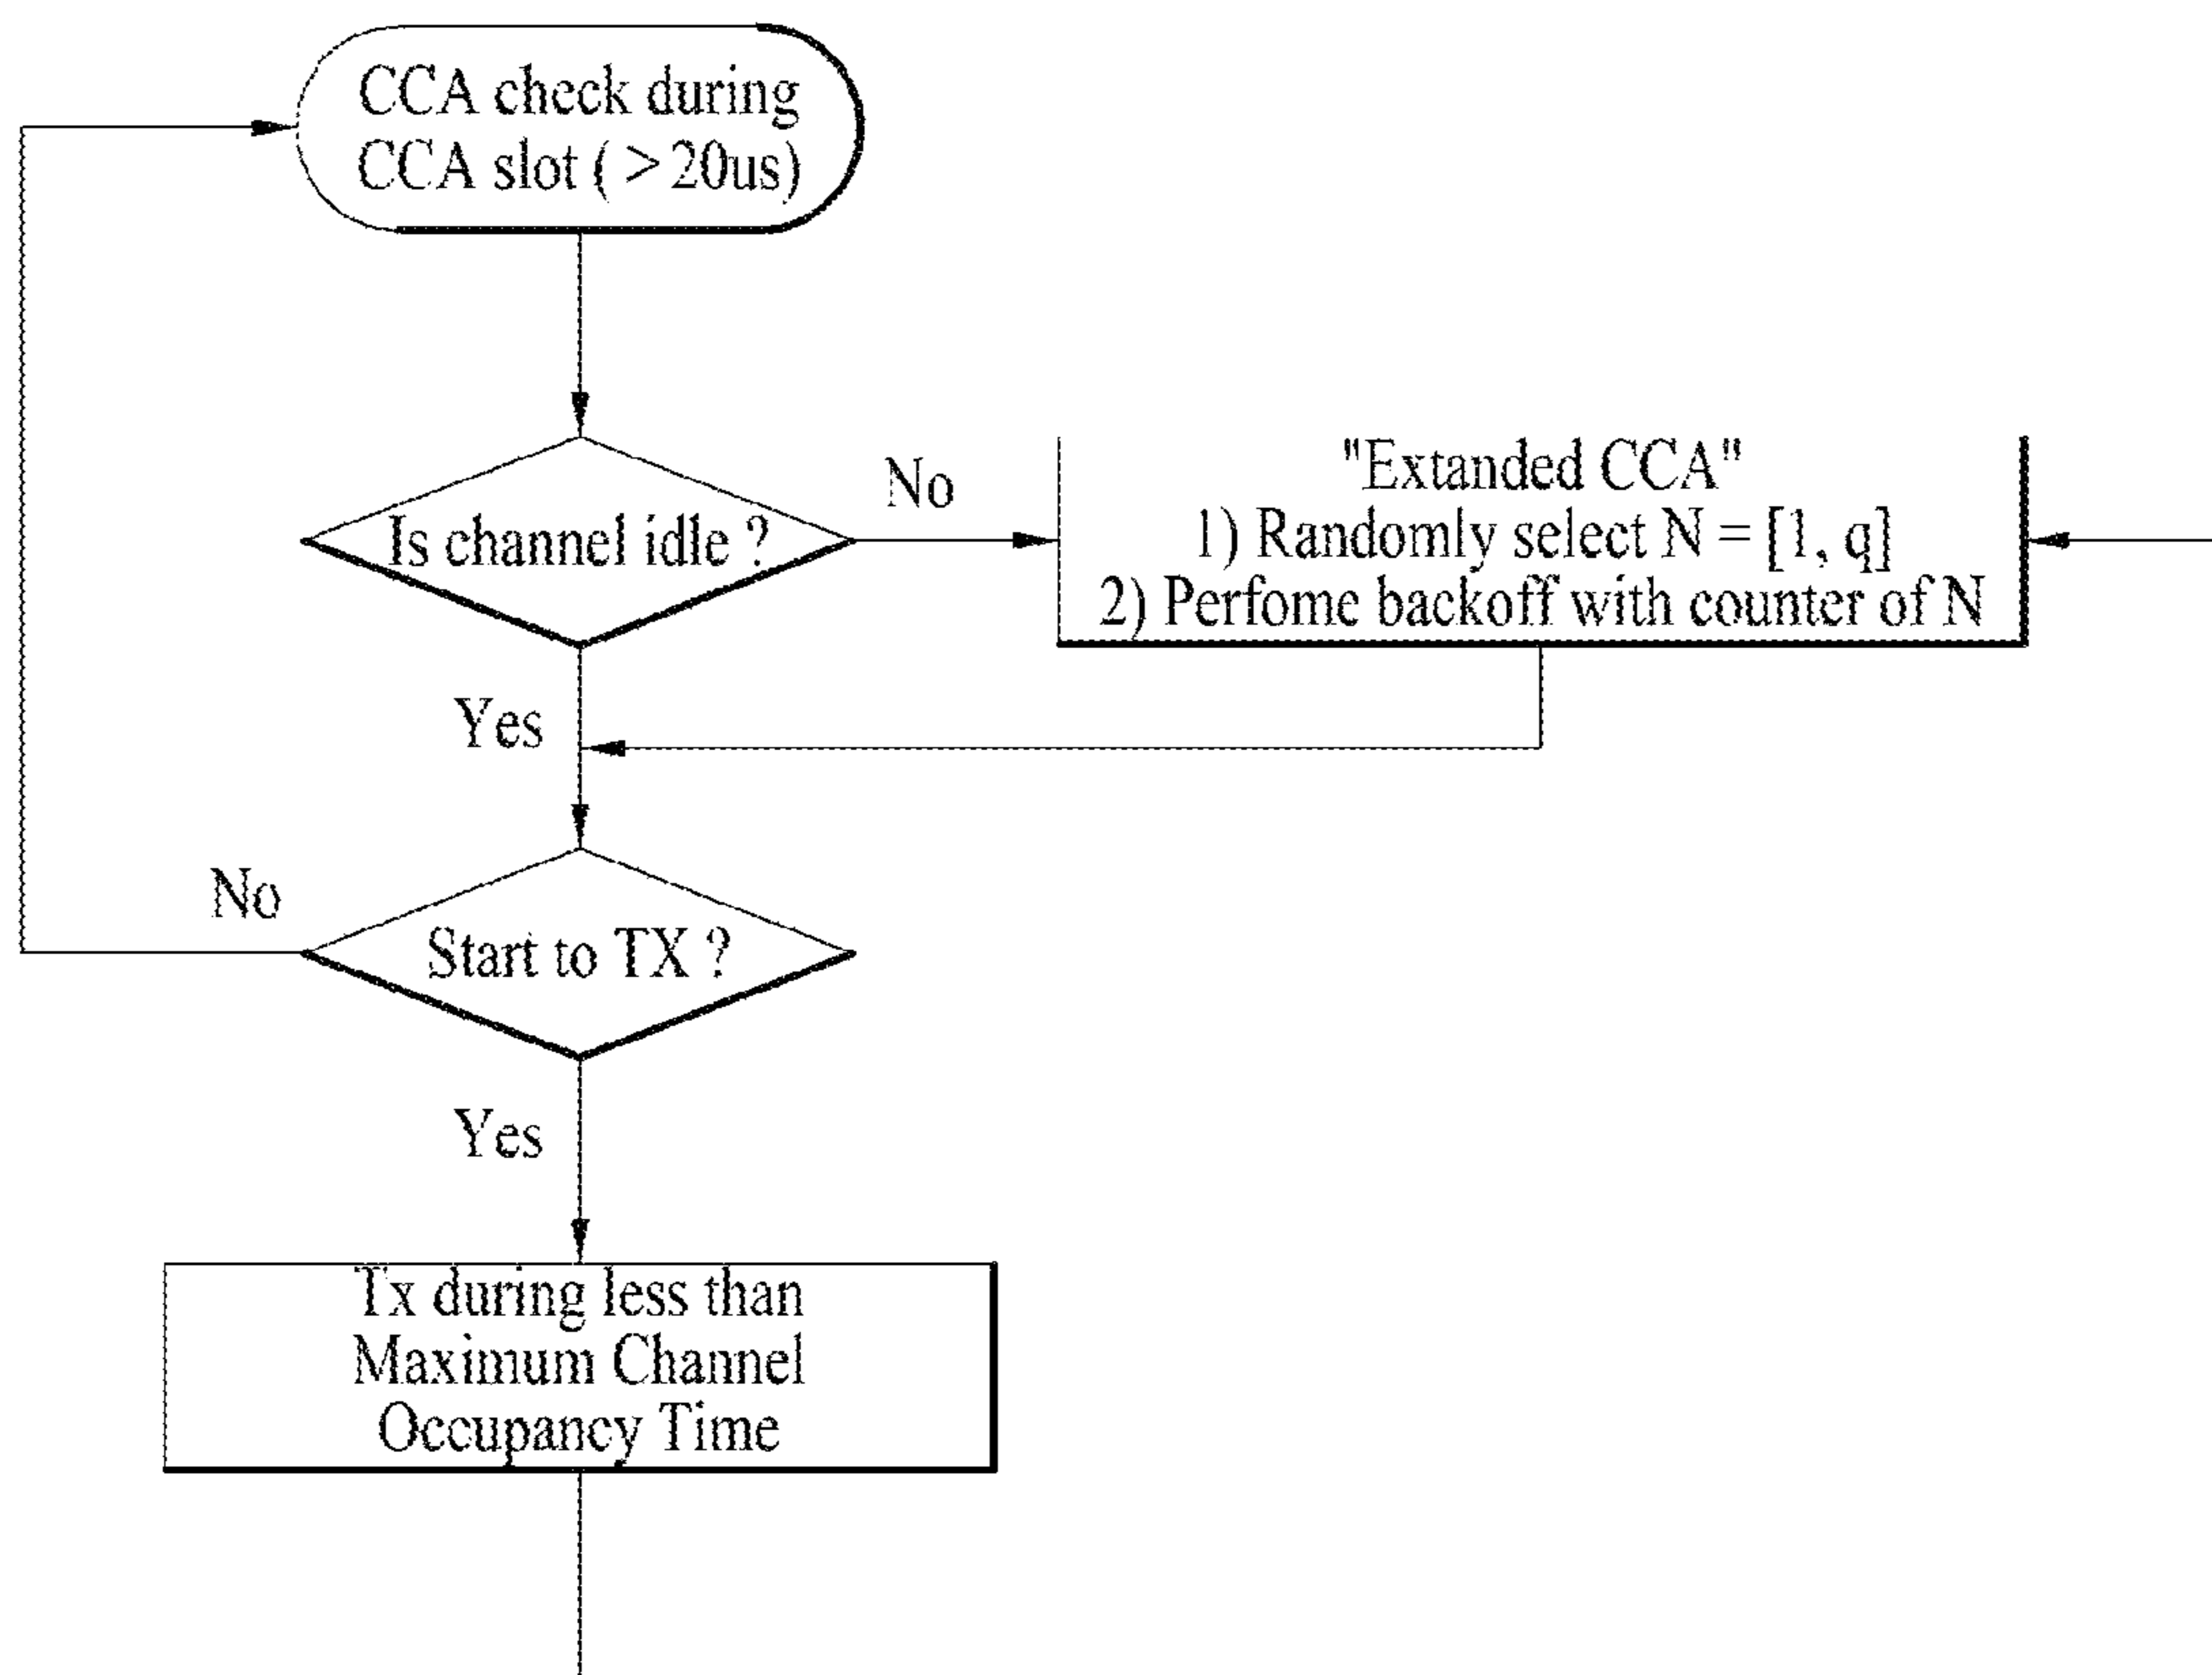 CCA check during
CCA slot ( > 20us)
Is channel idle ?
No
"Extanded CCA"
1) Randomly select N = [1, q]
2) Perfome backoff with counter of N
Yes
No
Start to TX ?
Yes
Tx during less than
Maximum Channel
Occupancy Time